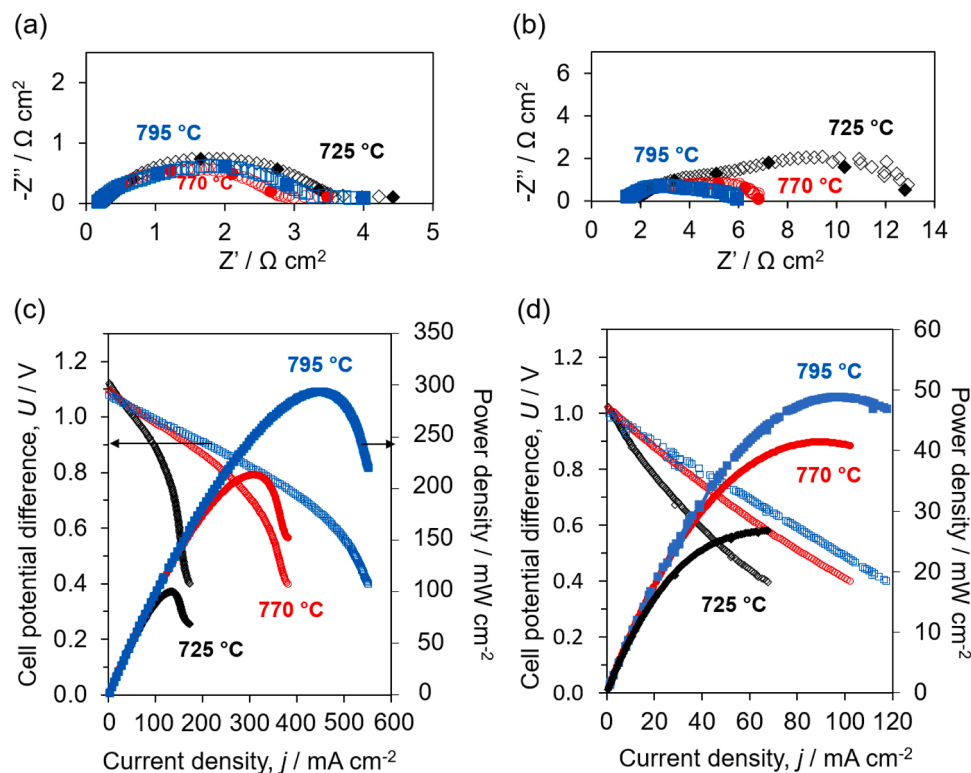 (a)
2
1
0
-Z" / Ω cm2
795 °C
725 °C
770 °C
0 1 2 3 4 5
Z' / Ω cm2
(b)
6
4
2
0
-Z" / Ω cm2
725 °C
795 °C
770 °C
0 2 4 6 8 10 12 14
Z' / Ω cm2
(c)
1.2
1.0
0.8
0.6
0.4
0.2
0.0
Cell potential difference, U / V
350
300
250
200
150
100
50
0
Power density / mW cm-2
795 °C
770 °C
725 °C
0 100 200 300 400 500 600
Current density, j / mA cm-2
(d)
1.2
1.0
0.8
0.6
0.4
0.2
0.0
Cell potential difference, U / V
60
50
40
30
20
10
0
Power density / mW cm-2
795 °C
770 °C
725 °C
0 20 40 60 80 100 120
Current density, j / mA cm-2